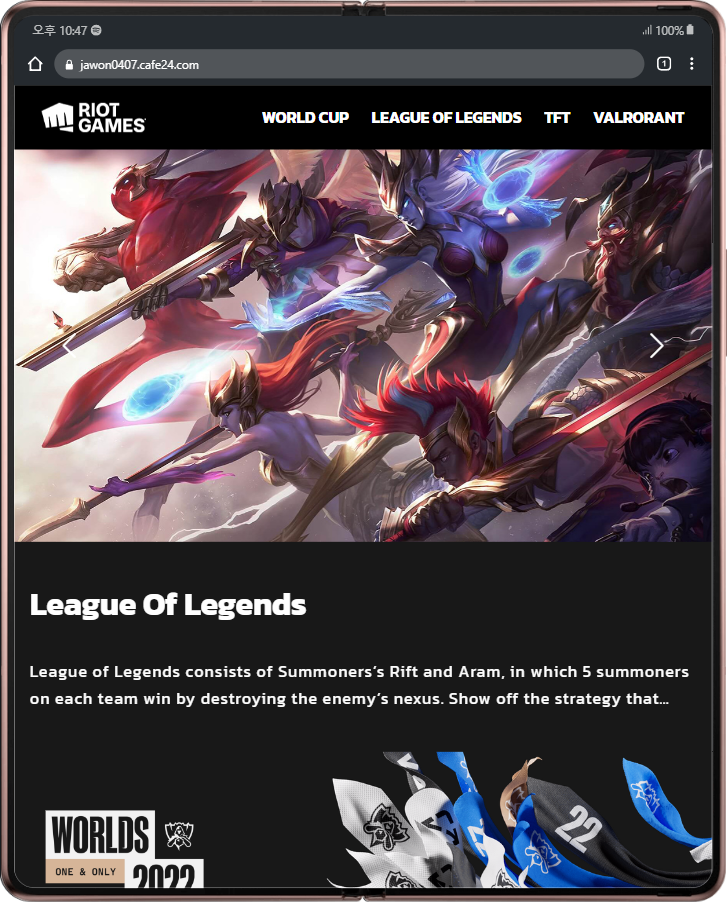 오후 10:47
100%
jawon0407.cafe24.com
1
RIOT
GAMES
WORLD CUP LEAGUE OF LEGENDS TFT VALRORANT
League Of Legends
League of Legends consists of Summoners's Rift and Aram, in which 5 summoners
on each team win by destroying the enemy's nexus. Show off the strategy that...
WORLDS
ONE & ONLY
2022
22